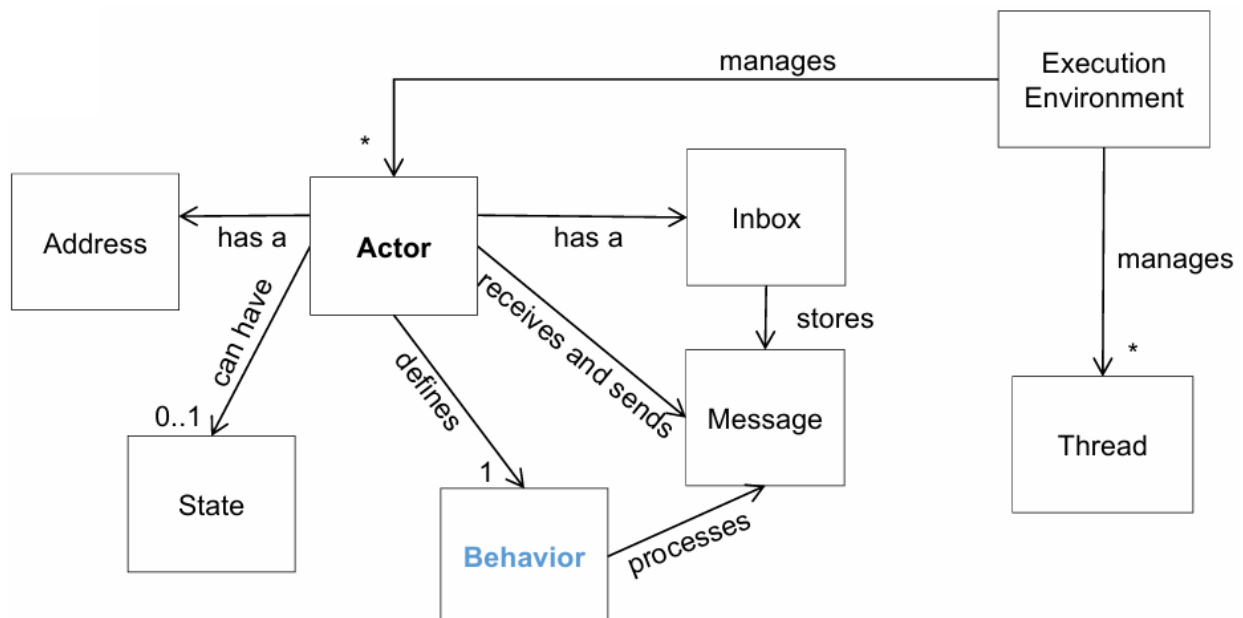 manages
Execution
Environment
*
Address
has a
Actor
has a
Inbox
manages
can have
receives and sends
stores
defines
*
0..1
Message
Thread
State
1
Behavior
processes